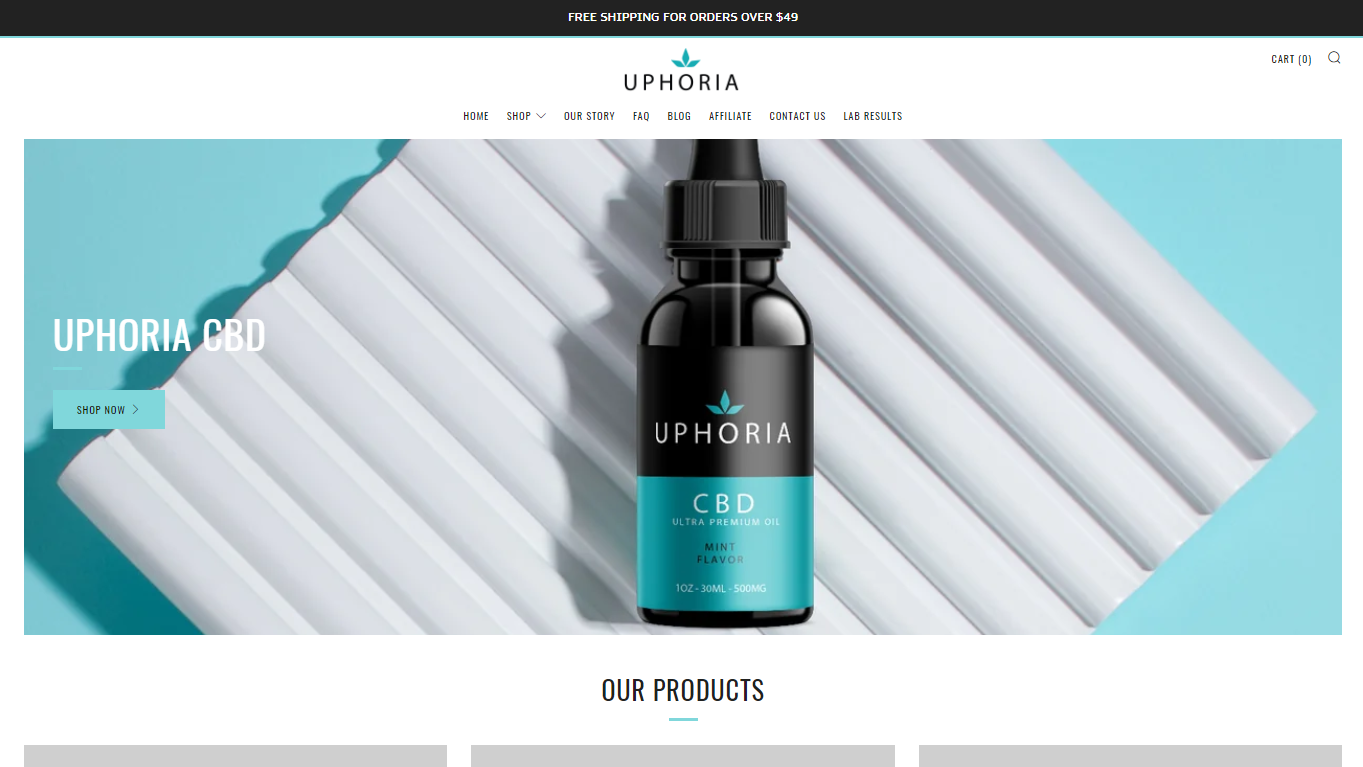 FREE SHIPPING FOR ORDERS OVER $49
UPHORIA
CART (0)
HOME SHOP OUR STORY FAQ BLOG AFFILIATE CONTACT US LAB RESULTS
UPHORIA CBD
SHOP NOW
UPHORIA
CBD
ULTRA PREMIUM OIL
MINT
FLAVOR
1OZ - 30ML - 500MG
OUR PRODUCTS